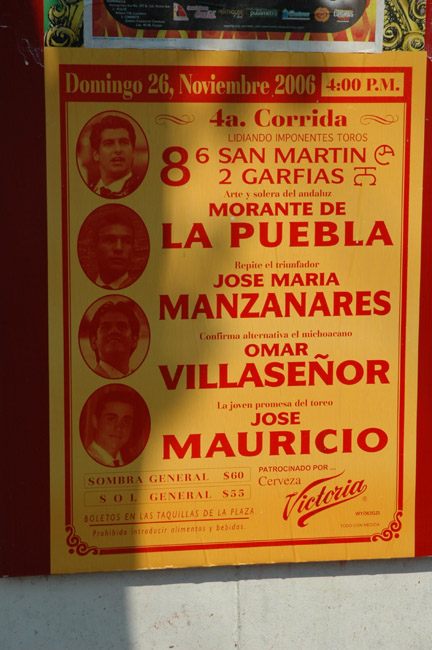 Domingo 26, Noviembre 2006 4:00 P.M.
4a. Corrida
LIDIANDO IMPONENTES TOROS
8 6 SAN MARTIN
2 GARFIAS
Arte y solera del andaluz
MORANTE DE
LA PUEBLA
Repite el triunfador
JOSE MARIA
MANZANARES
Confirma alternativa el michoacano
OMAR
VILLASEÑOR
La joven promesa del toreo
JOSE
MAURICIO
SOMBRA GENERAL $60
SOL GENERAL $55
BOLETOS EN LAS TAQUILLAS DE LA PLAZA
Prohibido introducir alimentos y bebidas.
PATROCINADO POR ...
Cerveza
Victoria
TODO CON MEDIDA